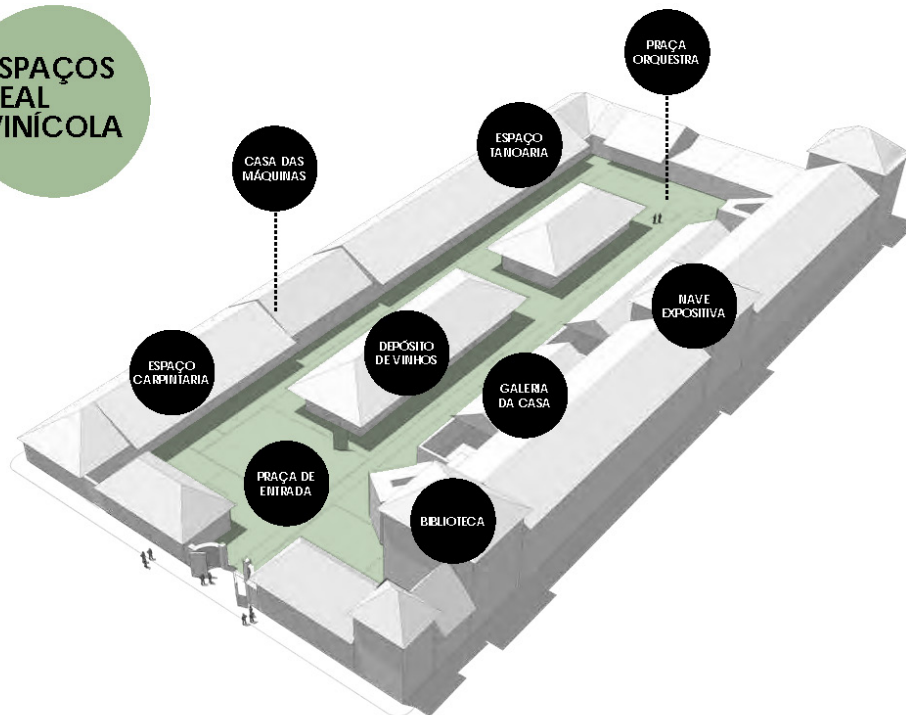 SPAÇOS
EAL
VINÍCOLA
PRAÇA
ORQUESTRA
ESPAÇO
TANOARIA
CASA DAS
MÁQUINAS
NAVE
EXPOSITIVA
DEPÓSITO
DE VINHOS
ESPAÇO
CARPINTARIA
GALERIA
DA CASA
PRAÇA DE
ENTRADA
BIBLIOTECA